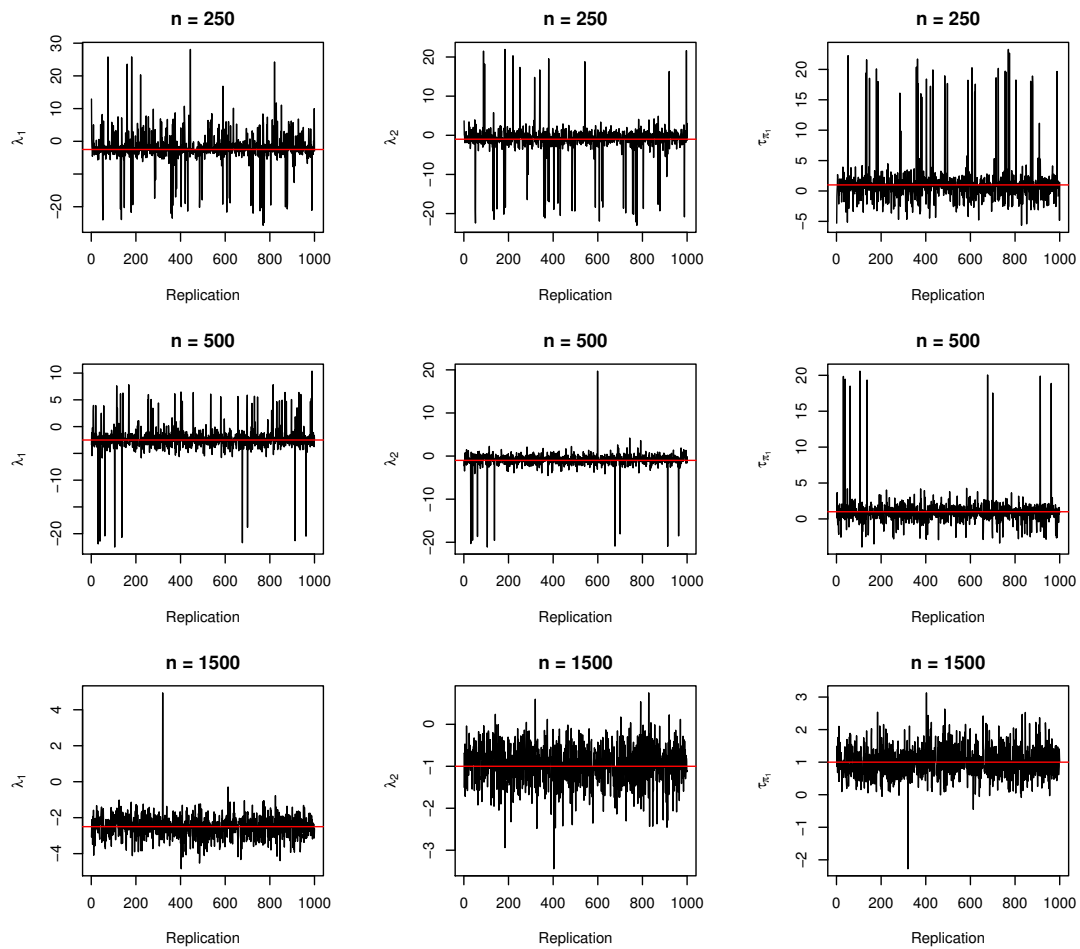 n = 250
n = 250
n = 250
λ₁
−20 0 10 20 30
λ₂
−20 −10 0 10 20
τπ₁
−5 0 5 10 15 20
0 200 400 600 800 1000
0 200 400 600 800 1000
0 200 400 600 800 1000
Replication
Replication
Replication
n = 500
n = 500
n = 500
λ₁
−20 −10 0 5 10
λ₂
−20 −10 0 10 20
τπ₁
0 5 10 15 20
0 200 400 600 800 1000
0 200 400 600 800 1000
0 200 400 600 800 1000
Replication
Replication
Replication
n = 1500
n = 1500
n = 1500
λ₁
−4 −2 0 2 4
λ₂
−3 −2 −1 0
τπ₁
−2 −1 0 1 2 3
0 200 400 600 800 1000
0 200 400 600 800 1000
0 200 400 600 800 1000
Replication
Replication
Replication